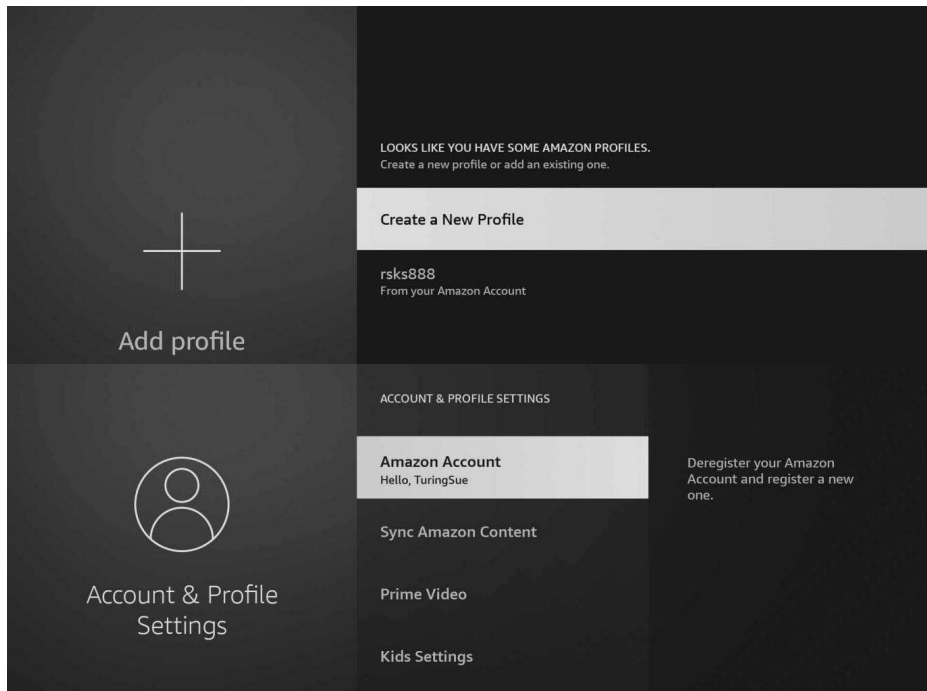 LOOKS LIKE YOU HAVE SOME AMAZON PROFILES.
Create a new profile or add an existing one.
Create a New Profile
rsks888
From your Amazon Account
Add profile
ACCOUNT & PROFILE SETTINGS
Amazon Account
Hello, TuringSue
Deregister your Amazon
Account and register a new
one.
Sync Amazon Content
Account & Profile
Settings
Prime Video
Kids Settings